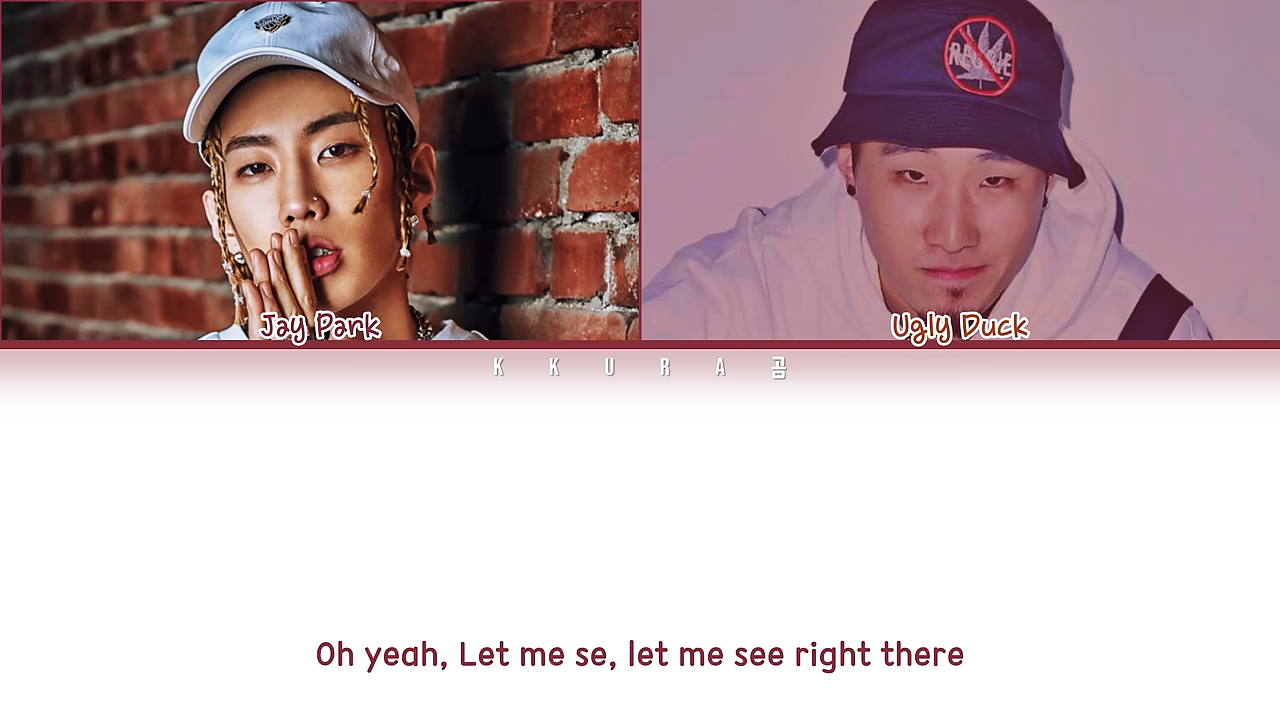 Jay Park
Ugly Duck
K K U R A 곰
Oh yeah, Let me se, let me see right there